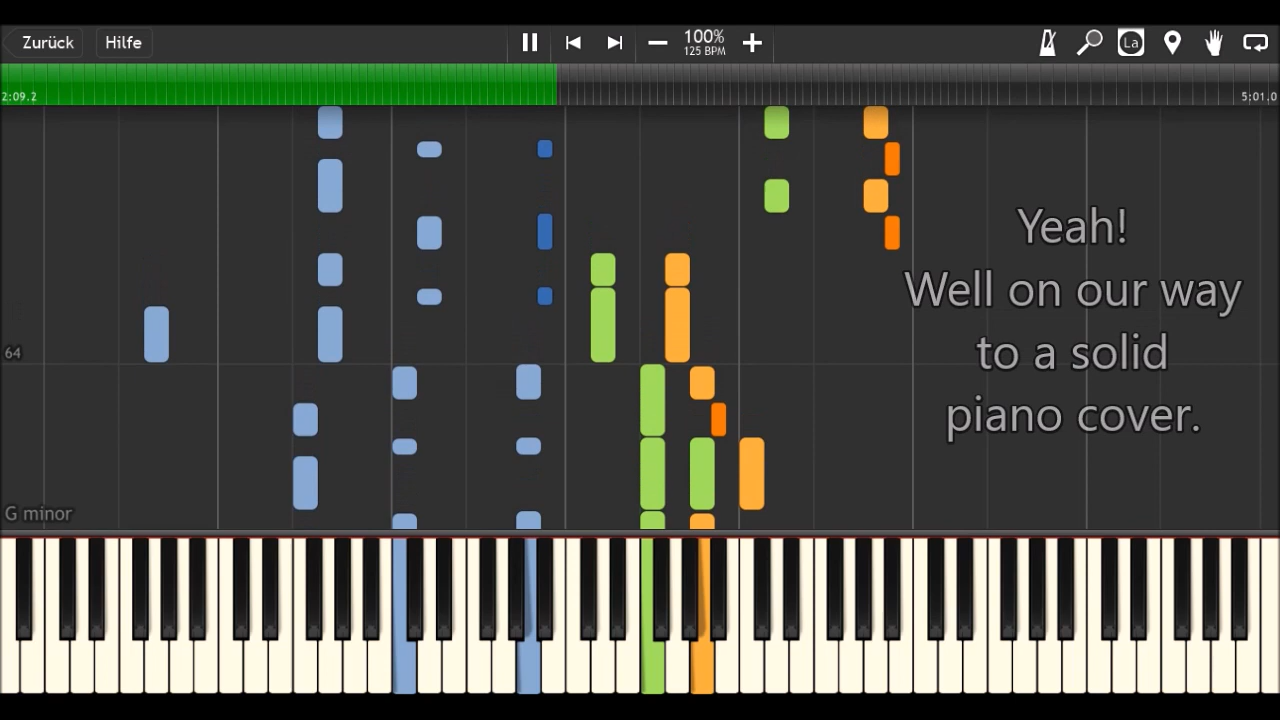 Zurück Hilfe 100% La
125 BPM
2:09.2 5:01.0
Yeah!
Well on our way
to a solid
piano cover.
64
G minor